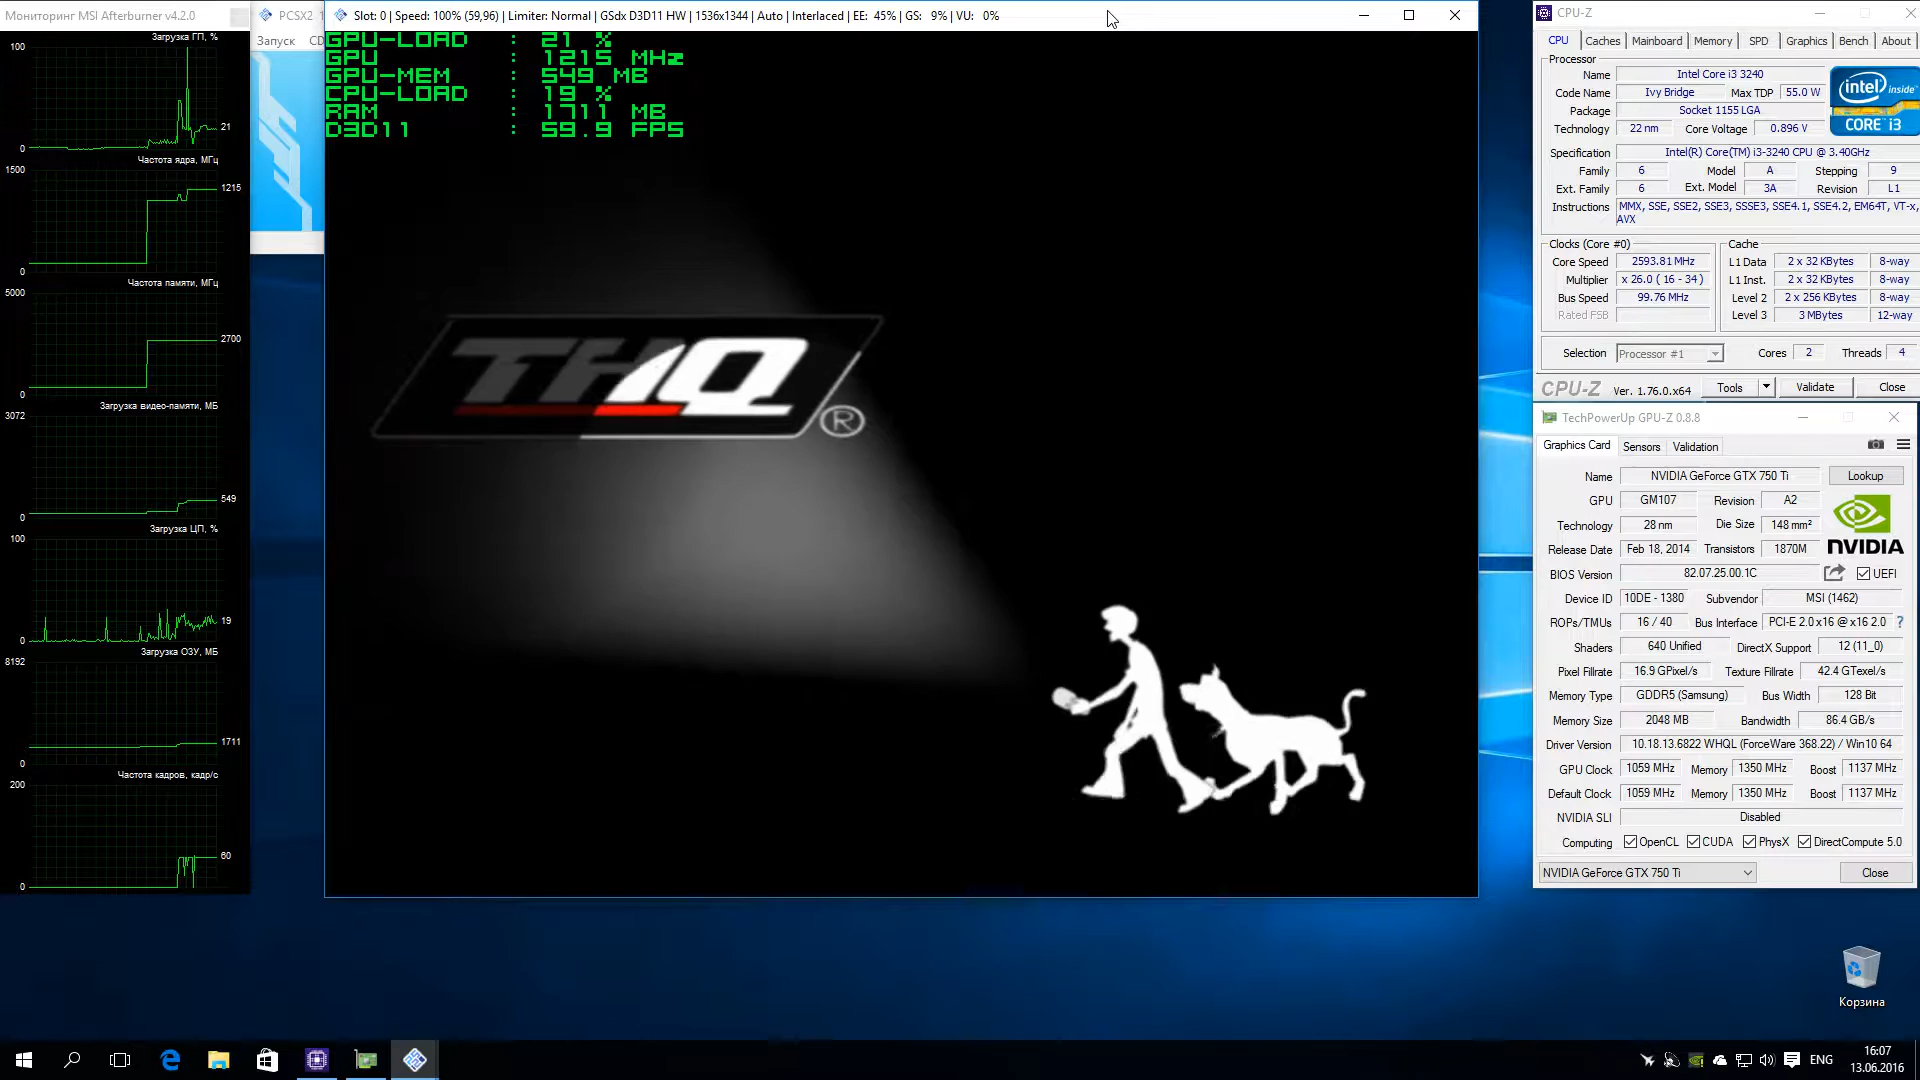 Мониторинг MSI Afterburner v4.2.0
Загрузка ГП, %
100
21
0
Частота ядра, МГц
1500
1215
0
Частота памяти, МГц
5000
2700
0
Загрузка видео-памяти, МБ
3072
549
0
Загрузка ЦП, %
100
19
0
Загрузка ОЗУ, МБ
8192
1711
0
Частота кадров, кадр/с
200
60
0
PCSX2 1
Запуск CD
Slot: 0 | Speed: 100% (59,96) | Limiter: Normal | GSdx D3D11 HW | 1536x1344 | Auto | Interlaced | EE: 45% | GS: 9% | VU: 0%
GPU-LOAD : 21 %
GPU : 1215 MHz
GPU-MEM : 549 MB
CPU-LOAD : 19 %
RAM : 1711 MB
D3D11 : 59.9 FPS
THQ ®
CPU-Z
CPU Caches Mainboard Memory SPD Graphics Bench About
Processor
Name Intel Core i3 3240
Code Name Ivy Bridge Max TDP 55.0 W
Package Socket 1155 LGA
Technology 22 nm Core Voltage 0.896 V
intel inside
CORE i3
Specification Intel(R) Core(TM) i3-3240 CPU @ 3.40GHz
Family 6 Model A Stepping 9
Ext. Family 6 Ext. Model 3A Revision L1
Instructions MMX, SSE, SSE2, SSE3, SSSE3, SSE4.1, SSE4.2, EM64T, VT-x,
AVX
Clocks (Core #0) Cache
Core Speed 2593.81 MHz L1 Data 2 x 32 KBytes 8-way
Multiplier x 26.0 ( 16 - 34 ) L1 Inst. 2 x 32 KBytes 8-way
Bus Speed 99.76 MHz Level 2 2 x 256 KBytes 8-way
Rated FSB Level 3 3 MBytes 12-way
Selection Processor #1 Cores 2 Threads 4
CPU-Z Ver. 1.76.0.x64 Tools Validate Close
TechPowerUp GPU-Z 0.8.8
Graphics Card Sensors Validation
Name NVIDIA GeForce GTX 750 Ti Lookup
GPU GM107 Revision A2
Technology 28 nm Die Size 148 mm²
Release Date Feb 18, 2014 Transistors 1870M
NVIDIA
BIOS Version 82.07.25.00.1C UEFI
Device ID 10DE - 1380 Subvendor MSI (1462)
ROPs/TMUs 16 / 40 Bus Interface PCI-E 2.0 x16 @ x16 2.0 ?
Shaders 640 Unified DirectX Support 12 (11_0)
Pixel Fillrate 16.9 GPixel/s Texture Fillrate 42.4 GTexel/s
Memory Type GDDR5 (Samsung) Bus Width 128 Bit
Memory Size 2048 MB Bandwidth 86.4 GB/s
Driver Version 10.18.13.6822 WHQL (ForceWare 368.22) / Win10 64
GPU Clock 1059 MHz Memory 1350 MHz Boost 1137 MHz
Default Clock 1059 MHz Memory 1350 MHz Boost 1137 MHz
NVIDIA SLI Disabled
Computing OpenCL CUDA PhysX DirectCompute 5.0
NVIDIA GeForce GTX 750 Ti Close
Корзина
ENG
16:07
13.06.2016